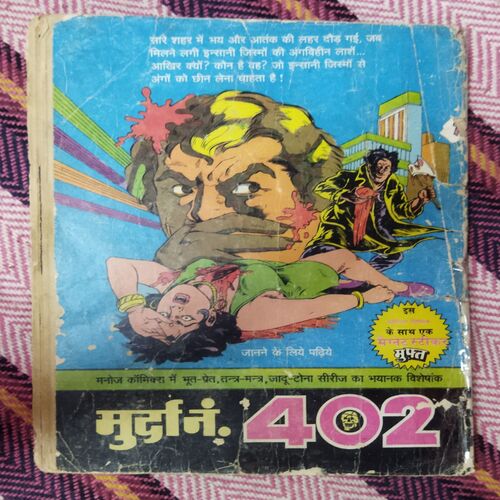 सारे शहर में भय और आतंक की लहर दौड़ गई, जब
मिलने लगी इन्सानी जिस्मों की अंगविहीन लाशें...
आखिर क्यों? कौन है वह? जो इन्सानी जिस्मों से
अंगों को छीन लेना चाहता है!
इस
के साथ एक
मैग्नेट स्टीकर
मुफ्त
जानने के लिये पढ़िये
मनोज कॉमिक्स में भूत-प्रेत,तन्त्र-मन्त्र,जादू-टोना सीरीज का भयानक विशेषांक
मुर्दा नं. 402